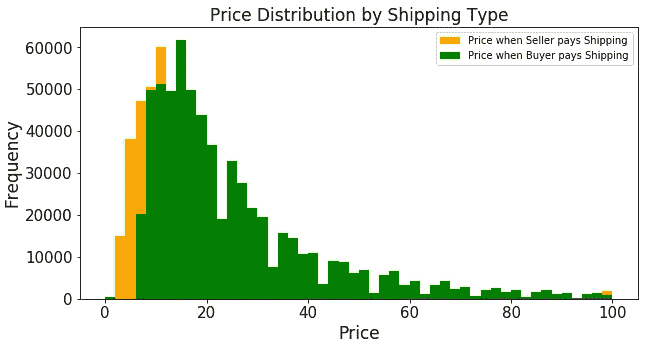 Price Distribution by Shipping Type
Price when Seller pays Shipping
Price when Buyer pays Shipping
Frequency
60000
50000
40000
30000
20000
10000
0
0 20 40 60 80 100
Price